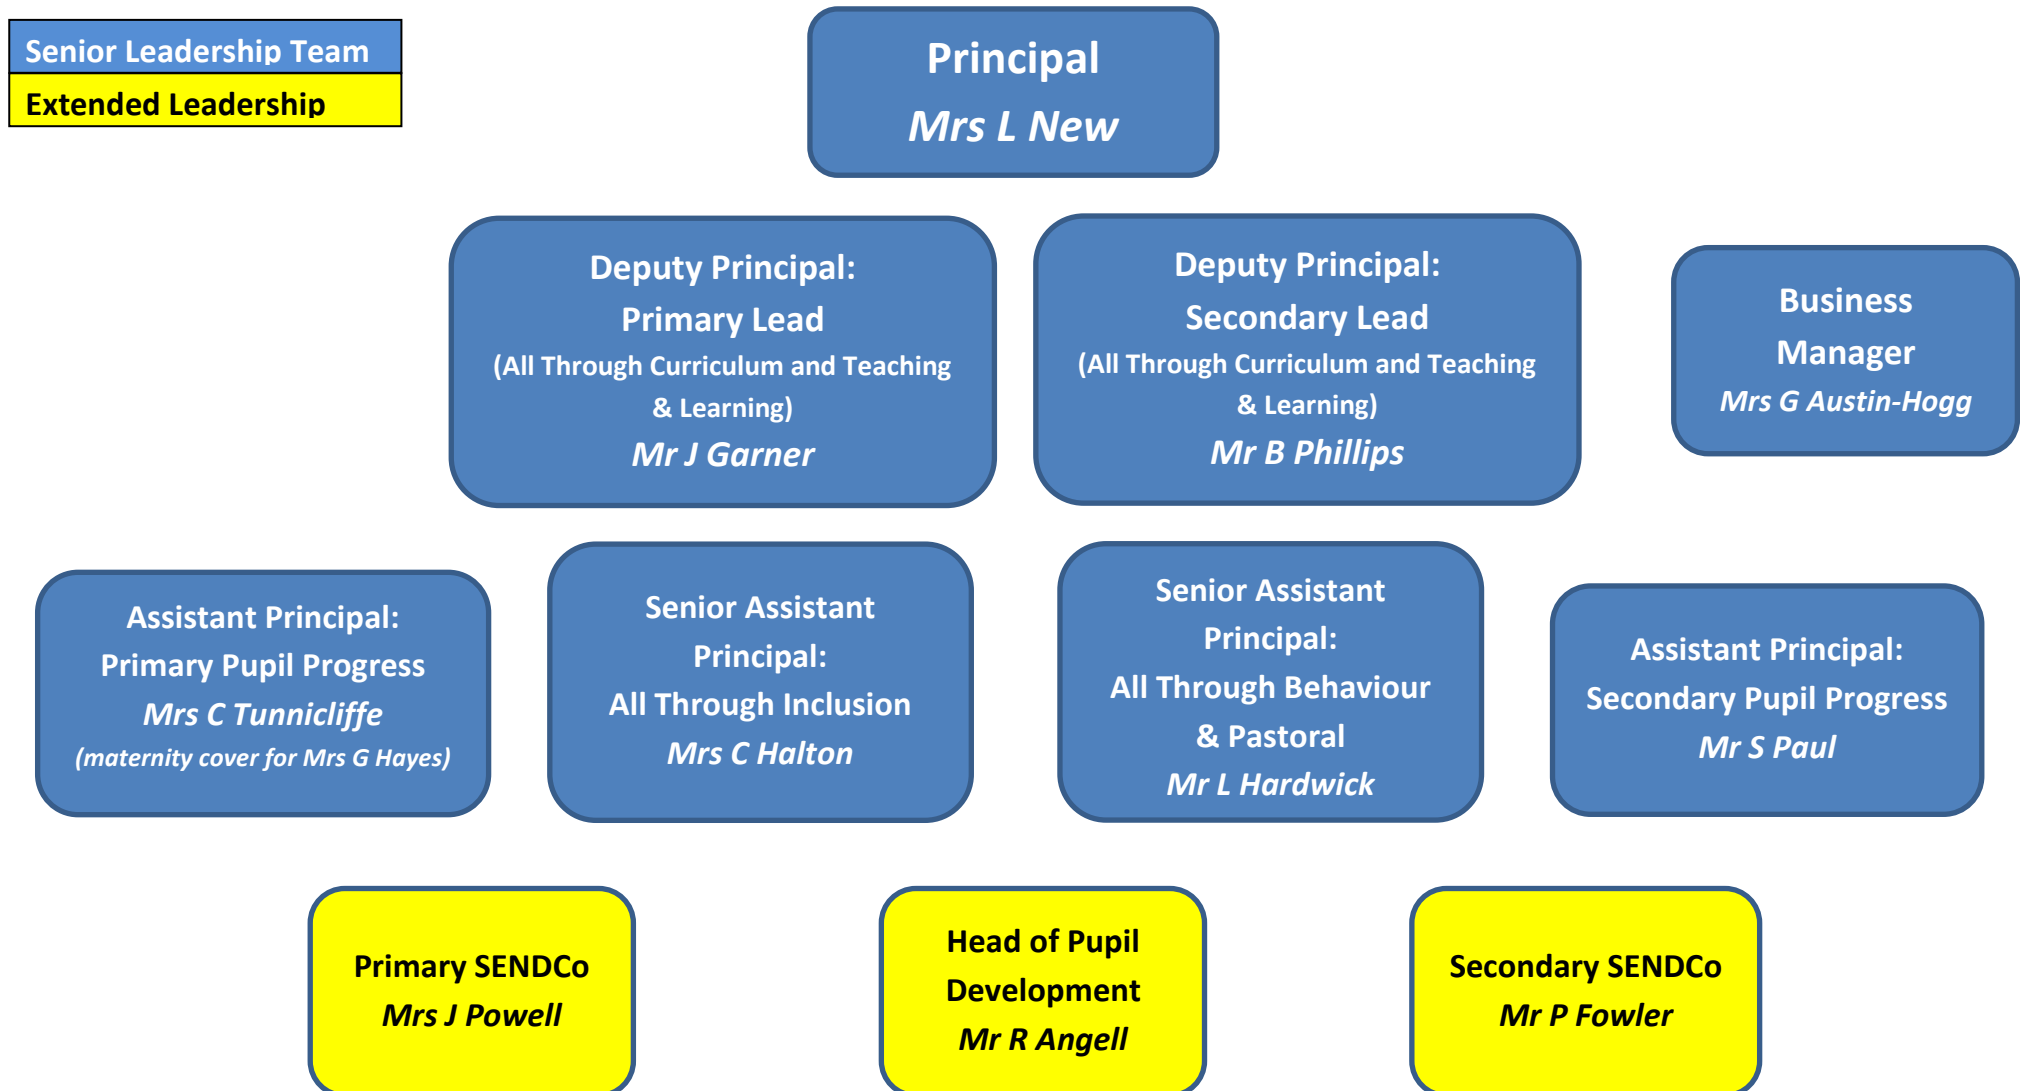 Senior Leadership Team
Extended Leadership
Principal
Mrs L New
Deputy Principal:
Primary Lead
(All Through Curriculum and Teaching
& Learning)
Mr J Garner
Deputy Principal:
Secondary Lead
(All Through Curriculum and Teaching
& Learning)
Mr B Phillips
Business
Manager
Mrs G Austin-Hogg
Assistant Principal:
Primary Pupil Progress
Mrs C Tunnicliffe
(maternity cover for Mrs G Hayes)
Senior Assistant
Principal:
All Through Inclusion
Mrs C Halton
Senior Assistant
Principal:
All Through Behaviour
& Pastoral
Mr L Hardwick
Assistant Principal:
Secondary Pupil Progress
Mr S Paul
Primary SENDCo
Mrs J Powell
Head of Pupil
Development
Mr R Angell
Secondary SENDCo
Mr P Fowler